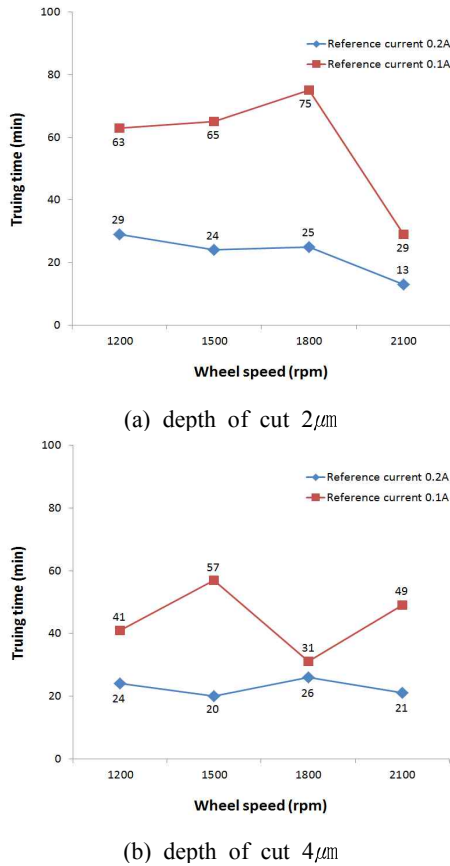 100
80
60
40
20
0
Truing time (min)
Reference current 0.2A
Reference current 0.1A
63
65
75
29
29
24
25
13
1200 1500 1800 2100
Wheel speed (rpm)
(a) depth of cut 2㎛
100
80
60
40
20
0
Truing time (min)
Reference current 0.2A
Reference current 0.1A
41
57
31
49
24
20
26
21
1200 1500 1800 2100
Wheel speed (rpm)
(b) depth of cut 4㎛